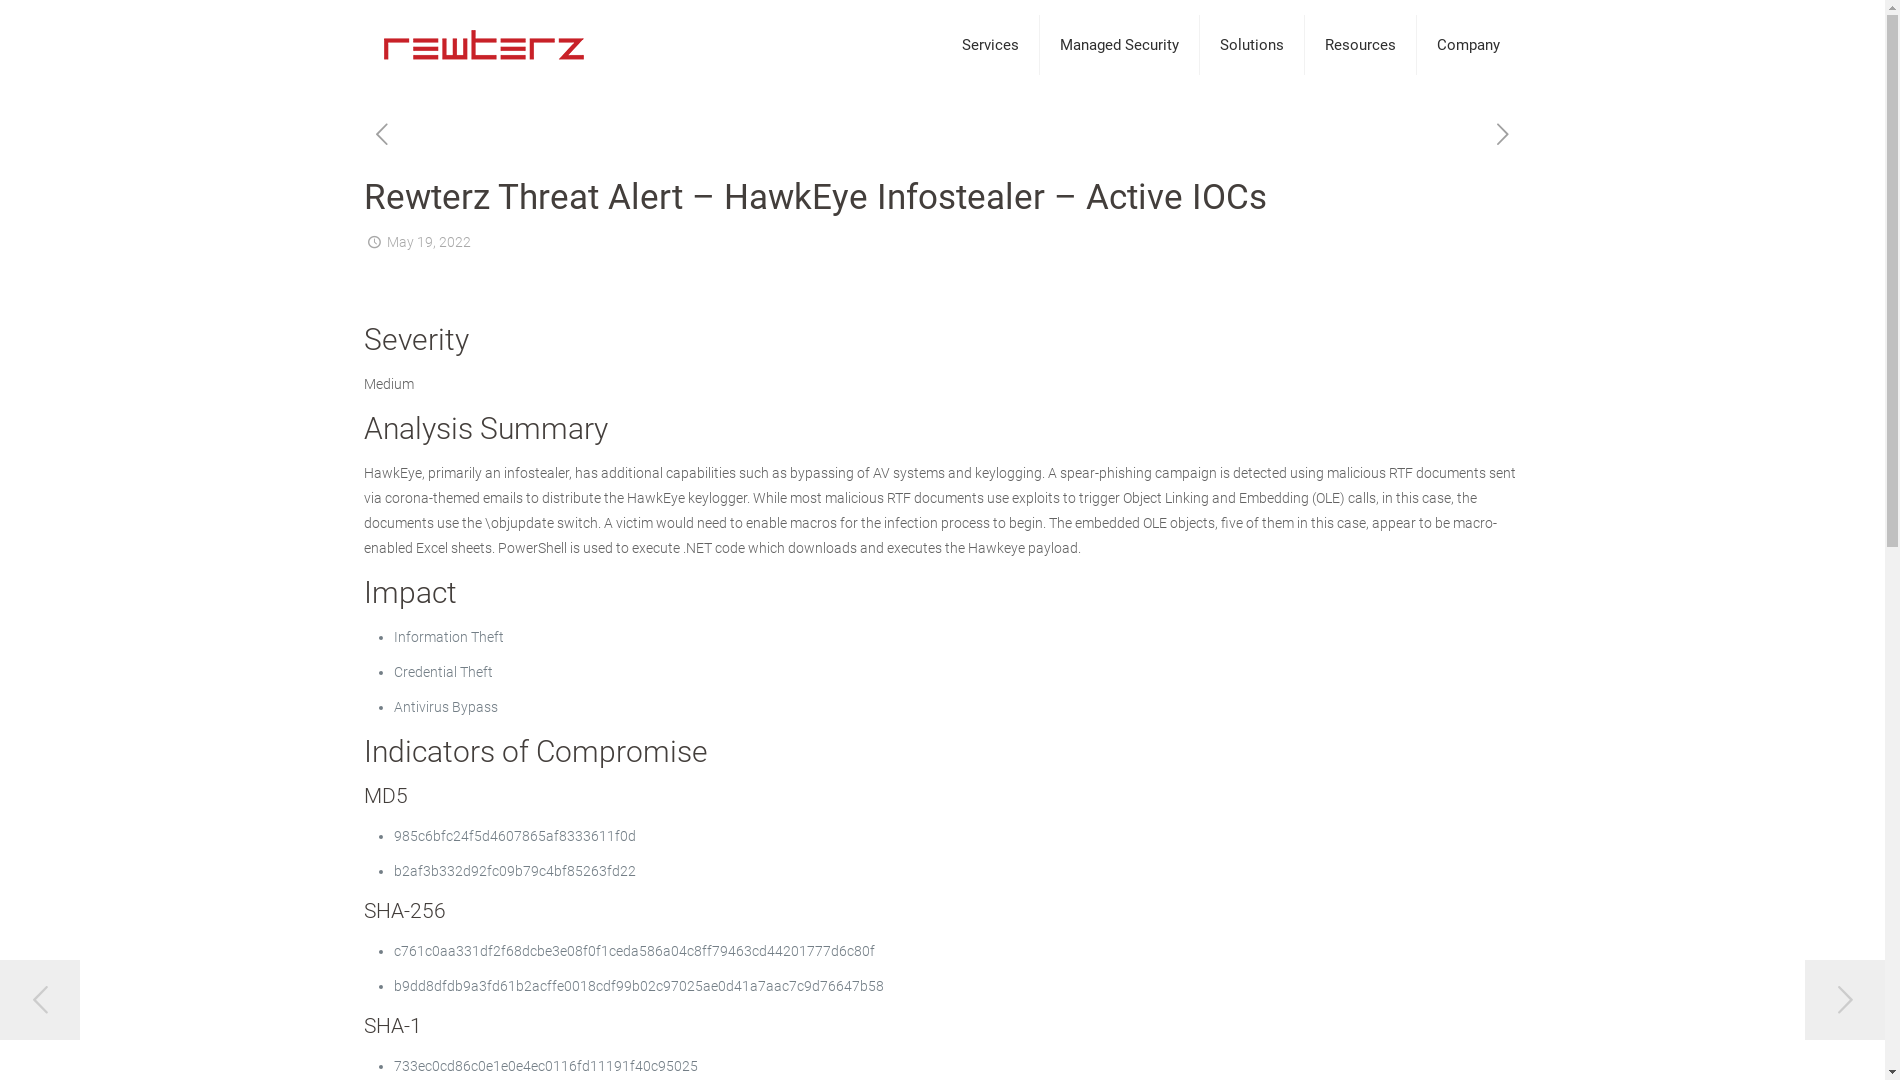 rewterz
Services
Managed Security
Solutions
Resources
Company
Rewterz Threat Alert – HawkEye Infostealer – Active IOCs
May 19, 2022
Severity
Medium
Analysis Summary
HawkEye, primarily an infostealer, has additional capabilities such as bypassing of AV systems and keylogging. A spear-phishing campaign is detected using malicious RTF documents sent
via corona-themed emails to distribute the HawkEye keylogger. While most malicious RTF documents use exploits to trigger Object Linking and Embedding (OLE) calls, in this case, the
documents use the \objupdate switch. A victim would need to enable macros for the infection process to begin. The embedded OLE objects, five of them in this case, appear to be macro-
enabled Excel sheets. PowerShell is used to execute .NET code which downloads and executes the Hawkeye payload.
Impact
• Information Theft
• Credential Theft
• Antivirus Bypass
Indicators of Compromise
MD5
• 985c6bfc24f5d4607865af8333611f0d
• b2af3b332d92fc09b79c4bf85263fd22
SHA-256
• c761c0aa331df2f68dcbe3e08f0f1ceda586a04c8ff79463cd44201777d6c80f
• b9dd8dfdb9a3fd61b2acffe0018cdf99b02c97025ae0d41a7aac7c9d76647b58
SHA-1
• 733ec0cd86c0e1e0e4ec0116fd11191f40c95025